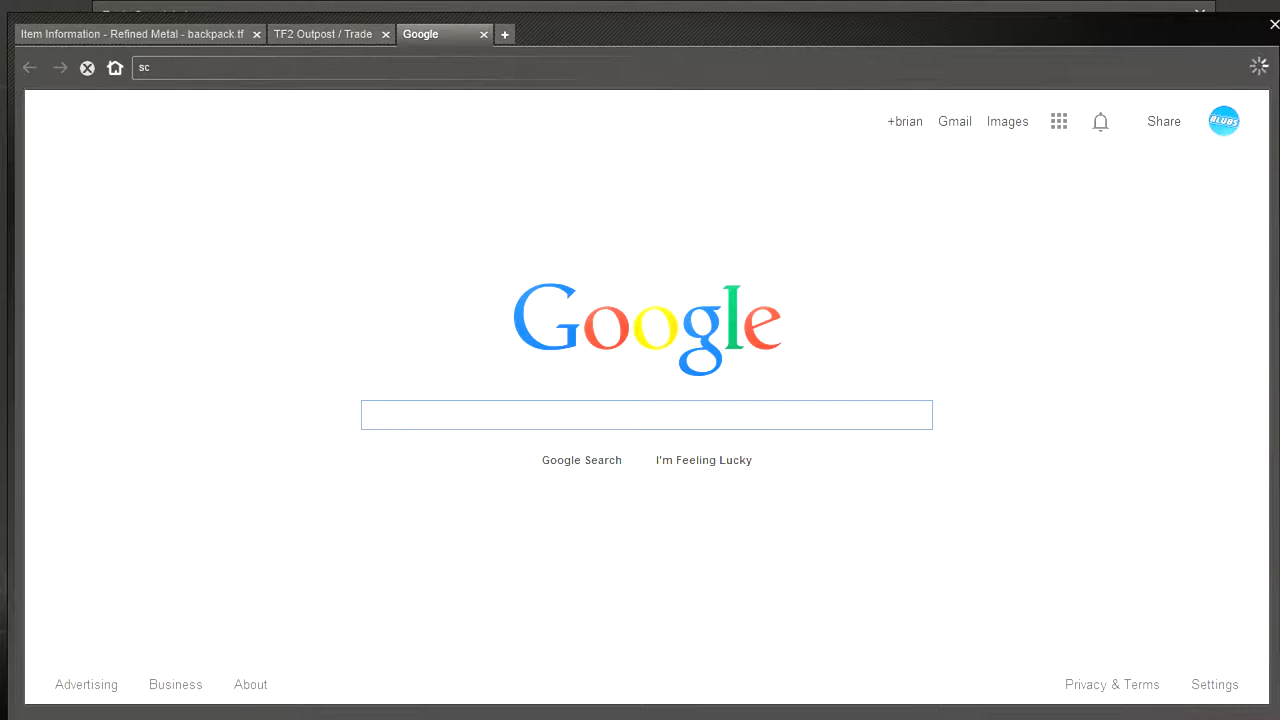 Item Information - Refined Metal - backpack.tf
TF2 Outpost / Trade
Google
sc
+brian
Gmail
Images
Share
BLUBS
Google
Google Search
I'm Feeling Lucky
Advertising
Business
About
Privacy & Terms
Settings